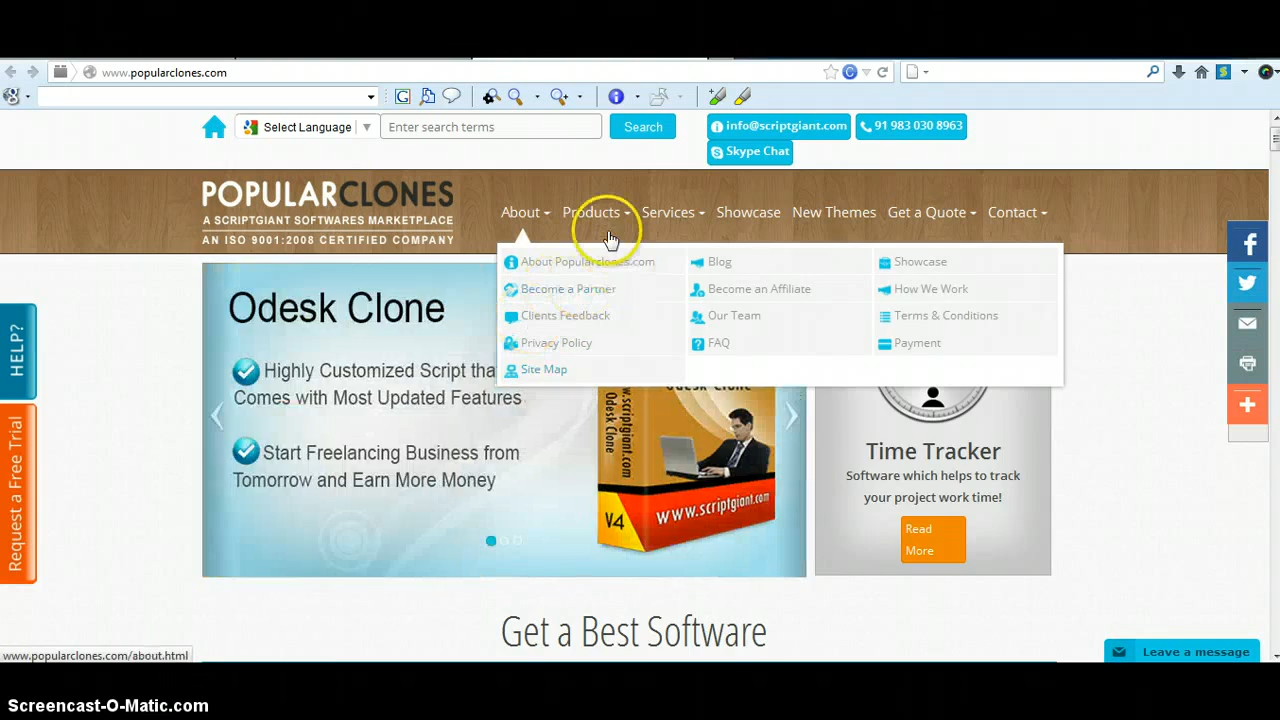 www.popularclones.com
Select Language
Enter search terms
Search
info@scriptgiant.com
91 983 030 8963
Skype Chat
POPULARCLONES
A SCRIPTGIANT SOFTWARES MARKETPLACE
AN ISO 9001:2008 CERTIFIED COMPANY
About Products Services Showcase New Themes Get a Quote Contact
About Popularclones.com Blog Showcase
Become a Partner Become an Affiliate How We Work
Clients Feedback Our Team Terms & Conditions
Privacy Policy FAQ Payment
Site Map
Odesk Clone
Highly Customized Script tha
Comes with Most Updated Features
Start Freelancing Business from
Tomorrow and Earn More Money
Odesk Clone
www.scriptgiant.com
Odesk Clone
V4
www.scriptgiant.com
Time Tracker
Software which helps to track
your project work time!
Read
More
HELP?
Request a Free Trial
Get a Best Software
www.popularclones.com/about.html
Leave a message
Screencast-O-Matic.com